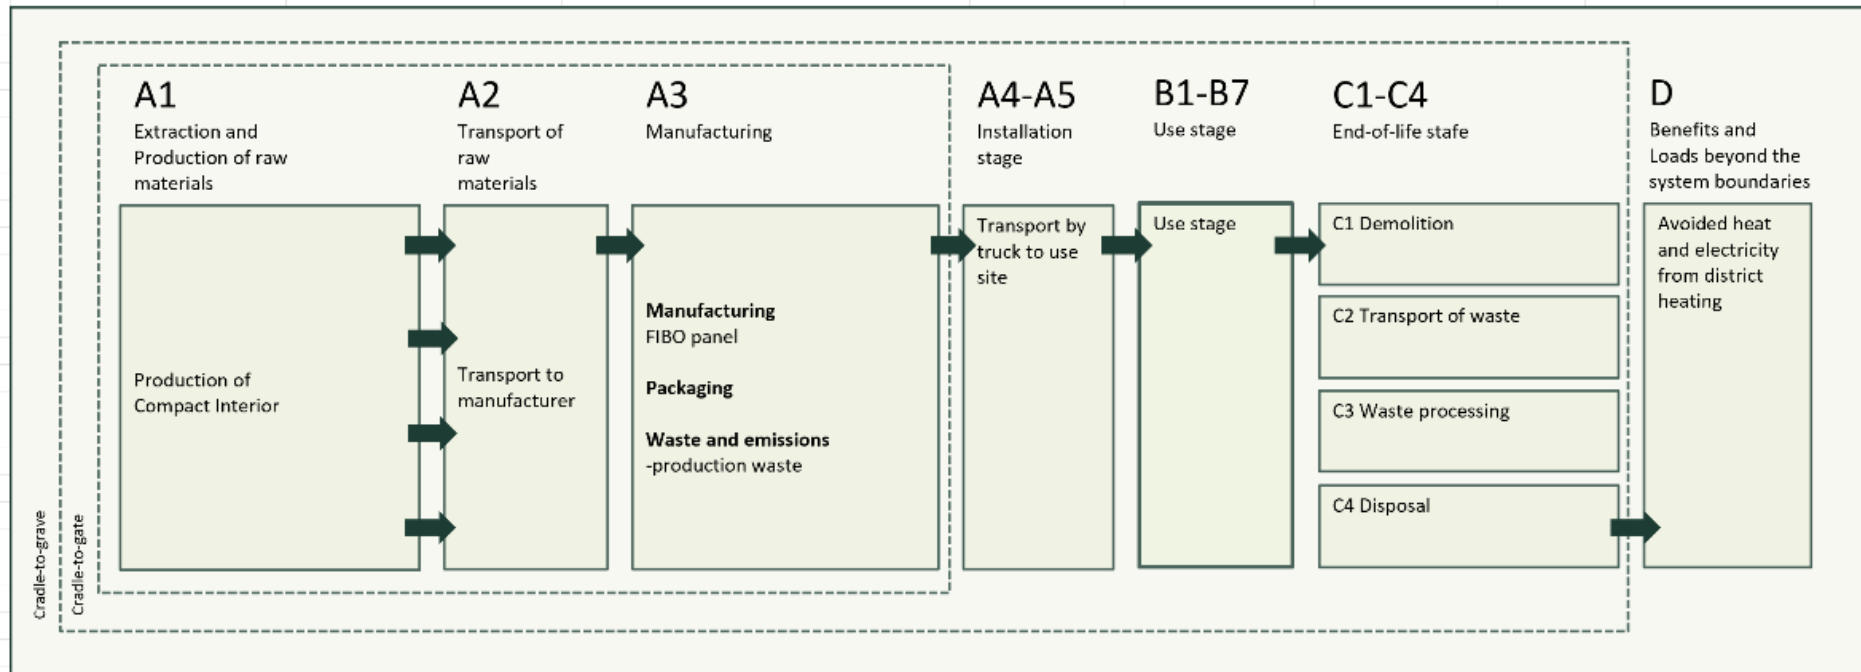 A1
Extraction and
Production of raw
materials
A2
Transport of
raw
materials
A3
Manufacturing
A4-A5
Installation
stage
B1-B7
Use stage
C1-C4
End-of-life stafe
D
Benefits and
Loads beyond the
system boundaries
Production of
Compact Interior
Transport to
manufacturer
Manufacturing
FIBO panel
Packaging
Waste and emissions
-production waste
Transport by
truck to use
site
Use stage
C1 Demolition
C2 Transport of waste
C3 Waste processing
C4 Disposal
Avoided heat
and electricity
from district
heating
Cradle-to-grave
Cradle-to-gate